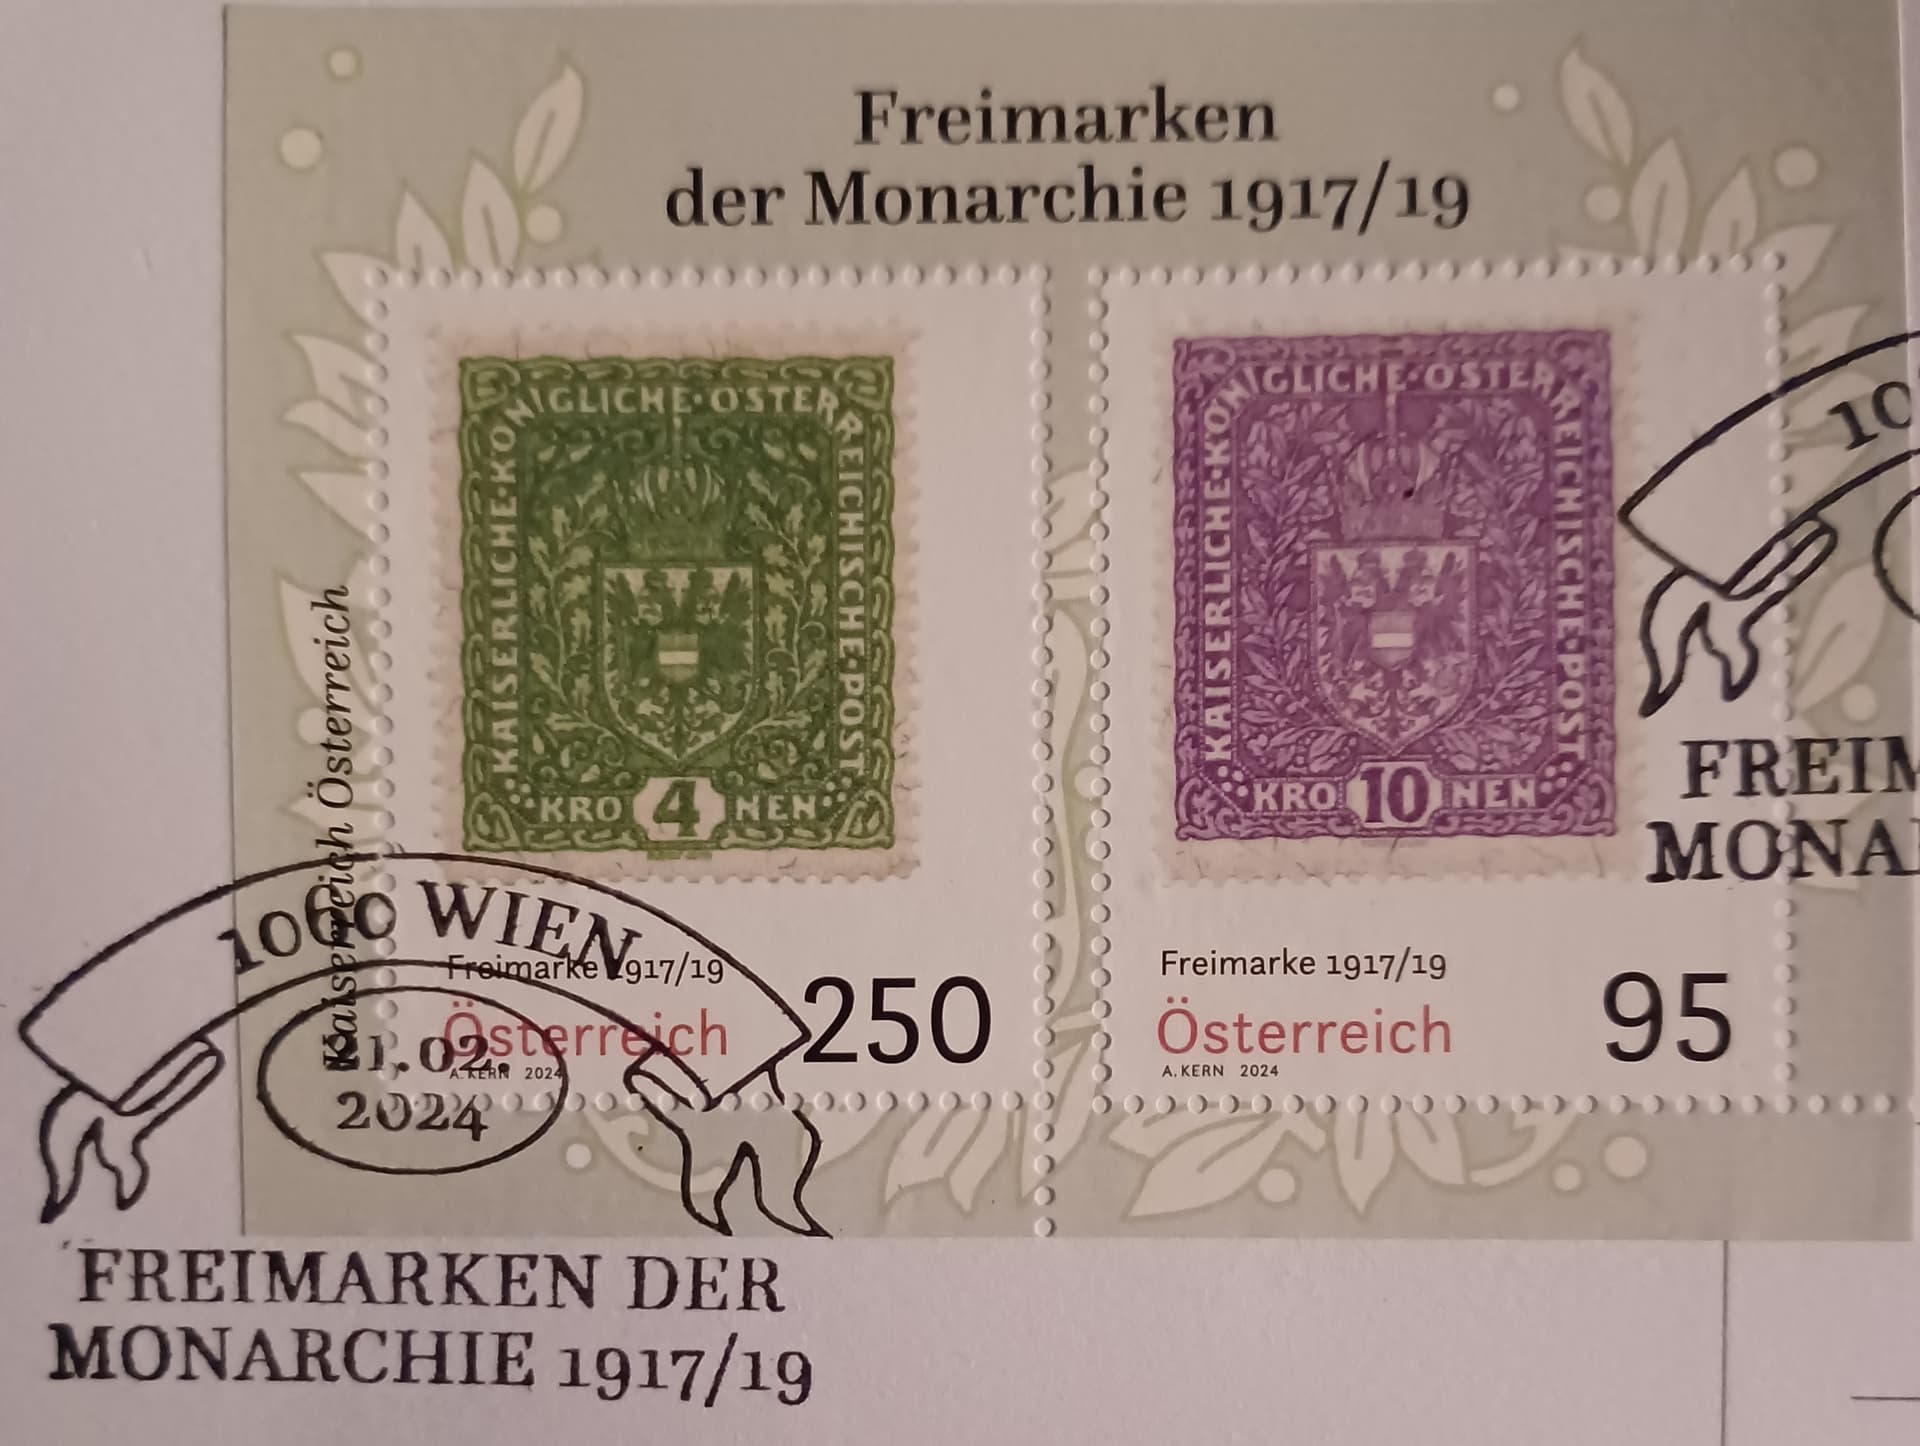 Freimarken
der Monarchie 1917/19
KAISERLICHE·KÖNIGLICHE·ÖSTERREICHISCHE·POST
KRO 4 NEN
KAISERLICHE·KÖNIGLICHE·ÖSTERREICHISCHE·POST
KRO 10 NEN
Kaiserreich Österreich
Freimarke 1917/19
Österreich 250
A. KERN 2024
Freimarke 1917/19
Österreich 95
A. KERN 2024
1000 WIEN
02.
2024
FREIMARKEN DER
MONARCHIE 1917/19
10
FREIM
MONA